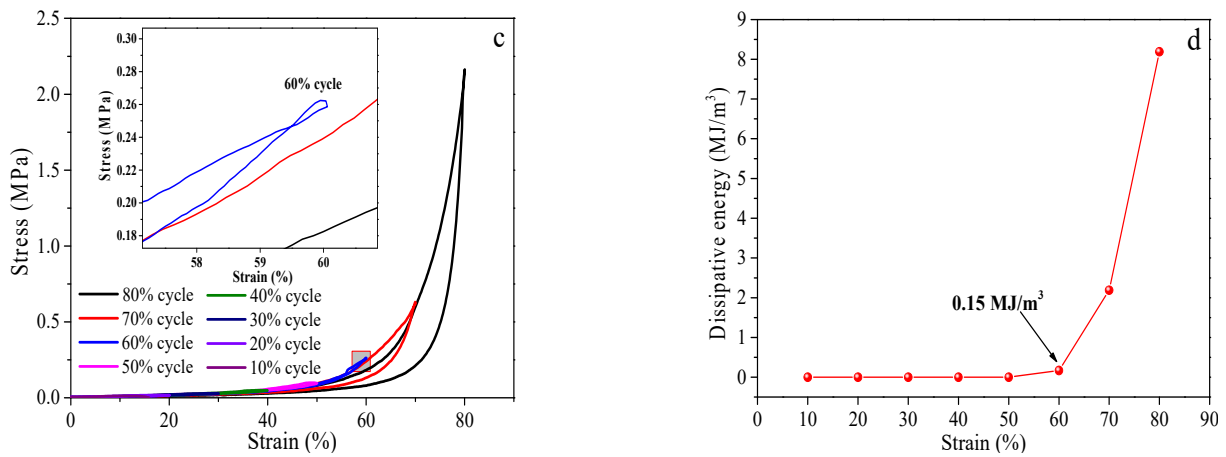 c
2.5
2.0
1.5
1.0
0.5
0.0
Stress (MPa)
0 20 40 60 80
Strain (%)
0.30
0.28
0.26
0.24
0.22
0.20
0.18
Stress (MPa)
58 59 60
Strain (%)
60% cycle
80% cycle 40% cycle
70% cycle 30% cycle
60% cycle 20% cycle
50% cycle 10% cycle
d
9
8
7
6
5
4
3
2
1
0
Dissipative energy (MJ/m³)
0.15 MJ/m³
0 10 20 30 40 50 60 70 80 90
Strain (%)